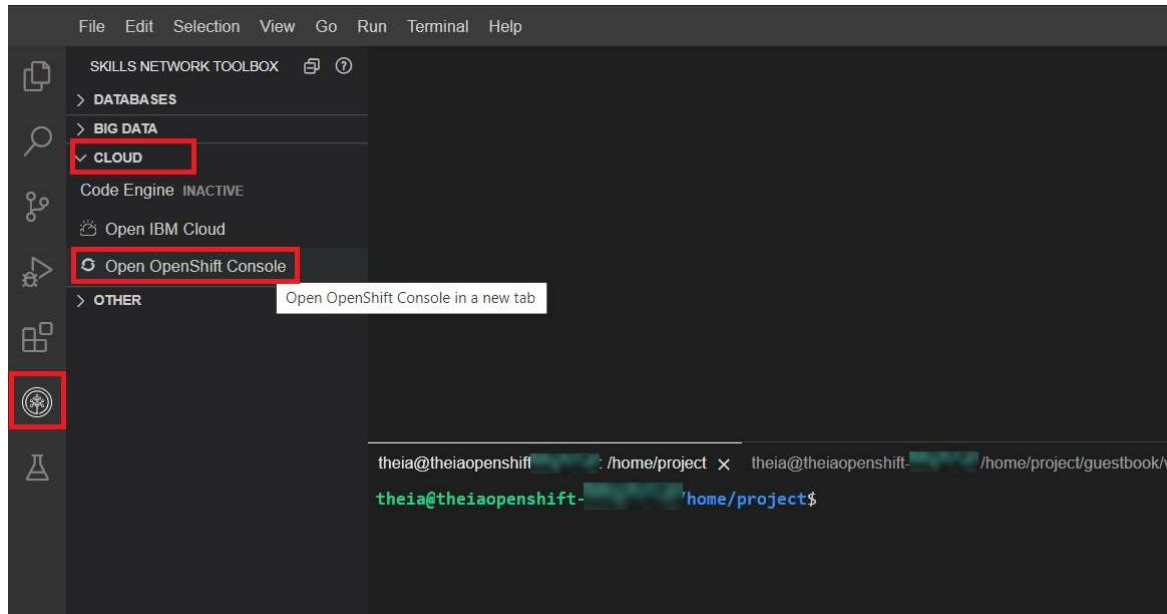 File Edit Selection View Go Run Terminal Help
SKILLS NETWORK TOOLBOX
> DATABASES
> BIG DATA
CLOUD
Code Engine INACTIVE
Open IBM Cloud
Open OpenShift Console
Open OpenShift Console in a new tab
> OTHER
theia@theiaopenshift : /home/project × theia@theiaopenshift- /home/project/guestbook/
theia@theiaopenshift- /home/project$